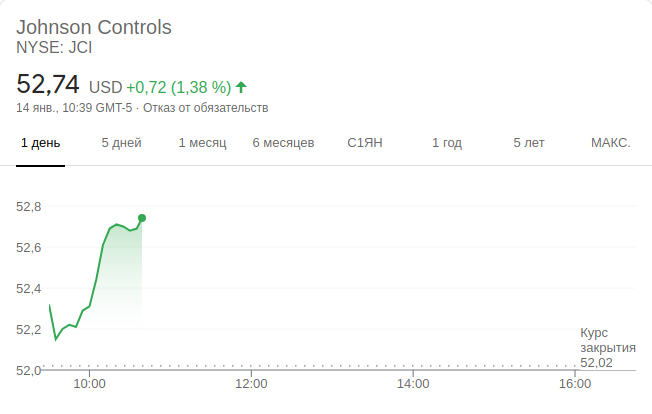 Johnson Controls
NYSE: JCI
52,74 USD +0,72 (1,38 %)
14 янв., 10:39 GMT-5 · Отказ от обязательств
1 день 5 дней 1 месяц 6 месяцев С1ЯН 1 год 5 лет МАКС.
52,8
52,6
52,4
52,2
Курс
закрытия
52,02
52,0
10:00 12:00 14:00 16:00